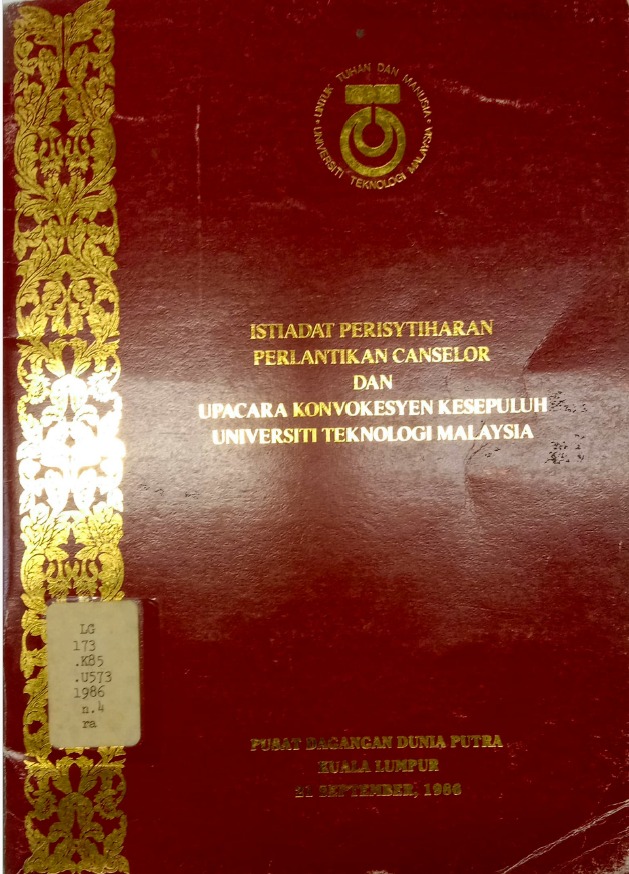 UNTUK TUHAN DAN MANUSIA
UNIVERSITI TEKNOLOGI MALAYSIA
ISTIADAT PERISYTIHARAN
PERLANTIKAN CANSELOR
DAN
UPACARA KONVOKESYEN KESEPULUH
UNIVERSITI TEKNOLOGI MALAYSIA
LG
173
.K85
.U573
1986
n.4
ra
PUSAT DAGANGAN DUNIA PUTRA
KUALA LUMPUR
21 SEPTEMBER, 1986